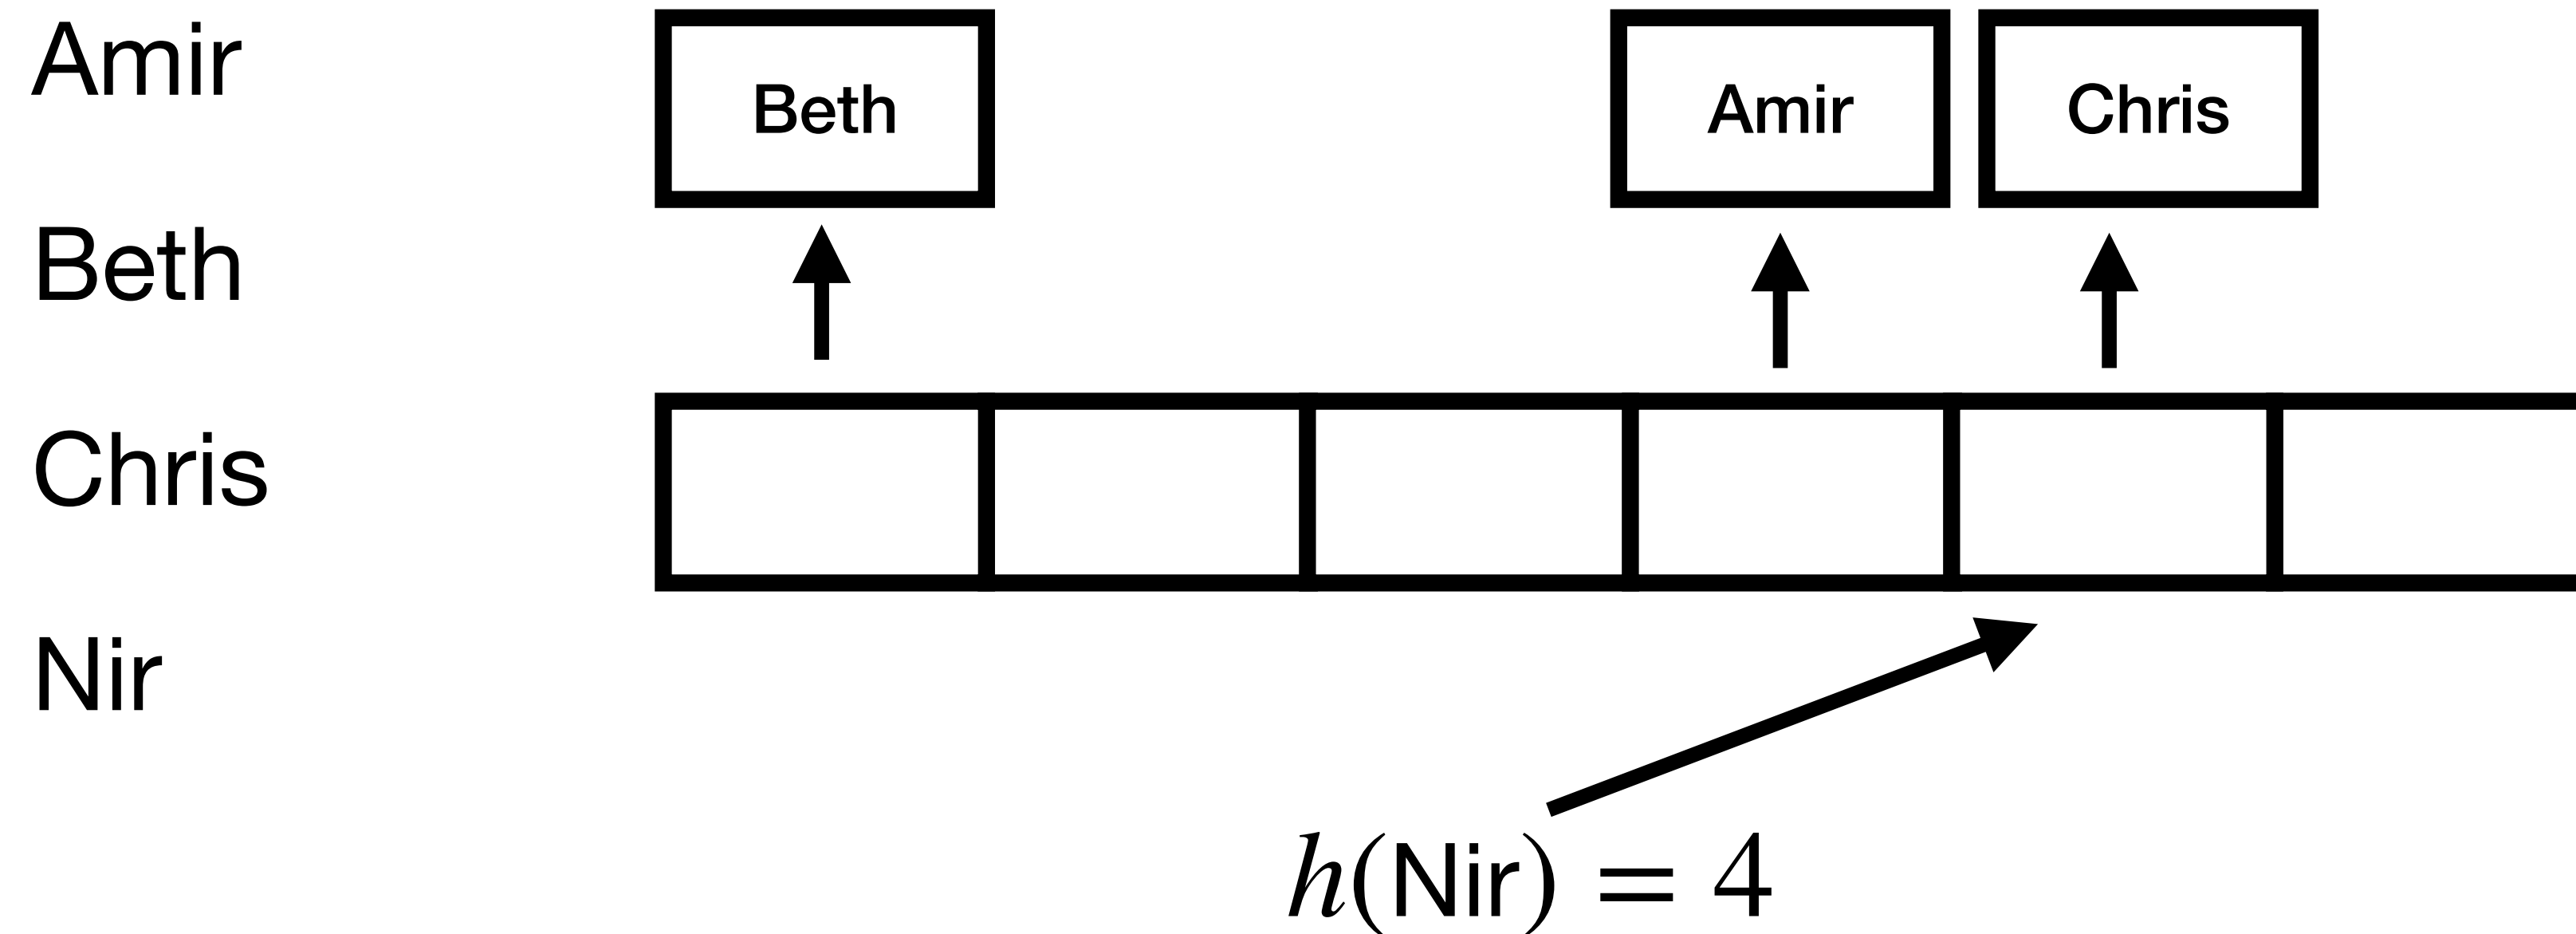 Amir
Beth
Chris
Nir
Beth
Amir
Chris
h(Nir) = 4